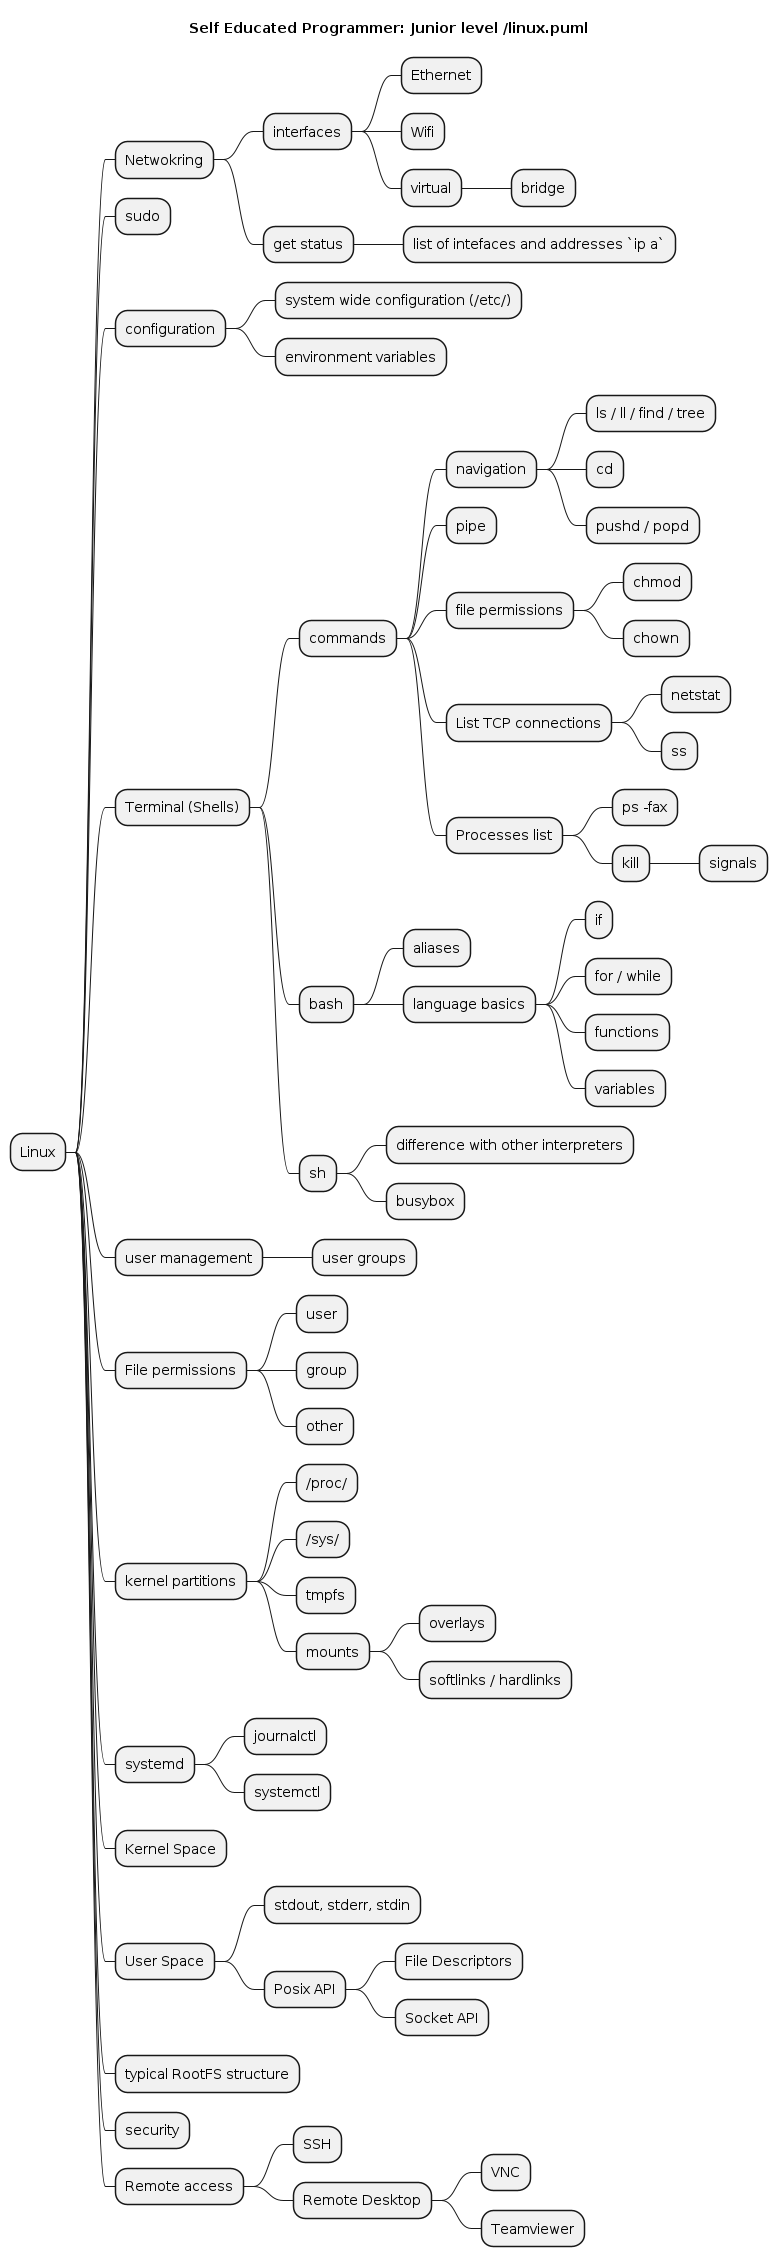 Self Educated Programmer: Junior level /linux.puml
Linux
Netwokring
interfaces
Ethernet
Wifi
virtual
bridge
get status
list of intefaces and addresses `ip a`
sudo
configuration
system wide configuration (/etc/)
environment variables
Terminal (Shells)
commands
navigation
ls / ll / find / tree
cd
pushd / popd
pipe
file permissions
chmod
chown
List TCP connections
netstat
ss
Processes list
ps -fax
kill
signals
bash
aliases
language basics
if
for / while
functions
variables
sh
difference with other interpreters
busybox
user management
user groups
File permissions
user
group
other
kernel partitions
/proc/
/sys/
tmpfs
mounts
overlays
softlinks / hardlinks
systemd
journalctl
systemctl
Kernel Space
User Space
stdout, stderr, stdin
Posix API
File Descriptors
Socket API
typical RootFS structure
security
Remote access
SSH
Remote Desktop
VNC
Teamviewer